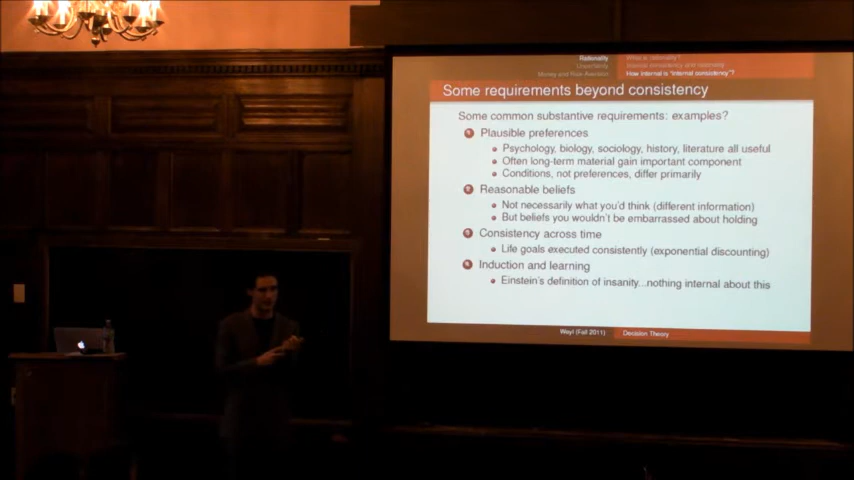 Rationality
Uncertainty
Money and Risk Aversion
What is rationality?
How internal is "internal consistency"?
Some requirements beyond consistency
Some common substantive requirements: examples?
1 Plausible preferences
Psychology, biology, sociology, history, literature all useful
Often long-term material gain important component
Conditions, not preferences, differ primarily
2 Reasonable beliefs
Not necessarily what you'd think (different information)
But beliefs you wouldn't be embarrassed about holding
3 Consistency across time
Life goals executed consistently (exponential discounting)
4 Induction and learning
Einstein's definition of insanity...nothing internal about this
Weyl (Fall 2011)
Decision Theory